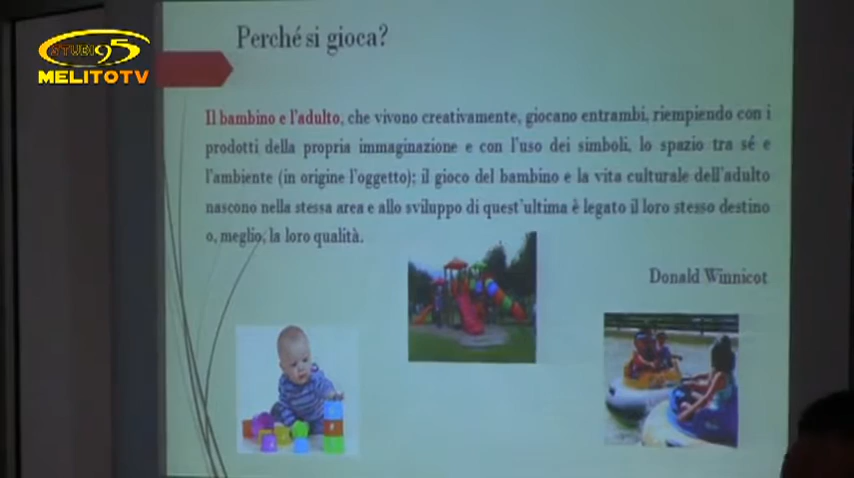 STUDIO95
MELITOTV
Perché si gioca?
Il bambino e l'adulto, che vivono creativamente, giocano entrambi, riempiendo con i
prodotti della propria immaginazione e con l'uso dei simboli, lo spazio tra sé e
l'ambiente (in origine l'oggetto); il gioco del bambino e la vita culturale dell'adulto
nascono nella stessa area e allo sviluppo di quest'ultima è legato il loro stesso destino
o, meglio, la loro qualità.
Donald Winnicot